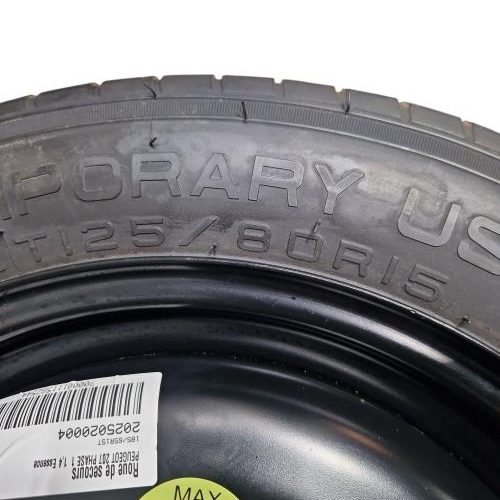 MPORARY US
T125/80R15
Roue de secours
PEUGEOT 207 PHASE 1 1.4 Essence
185/65R15T
2025020004
MAX